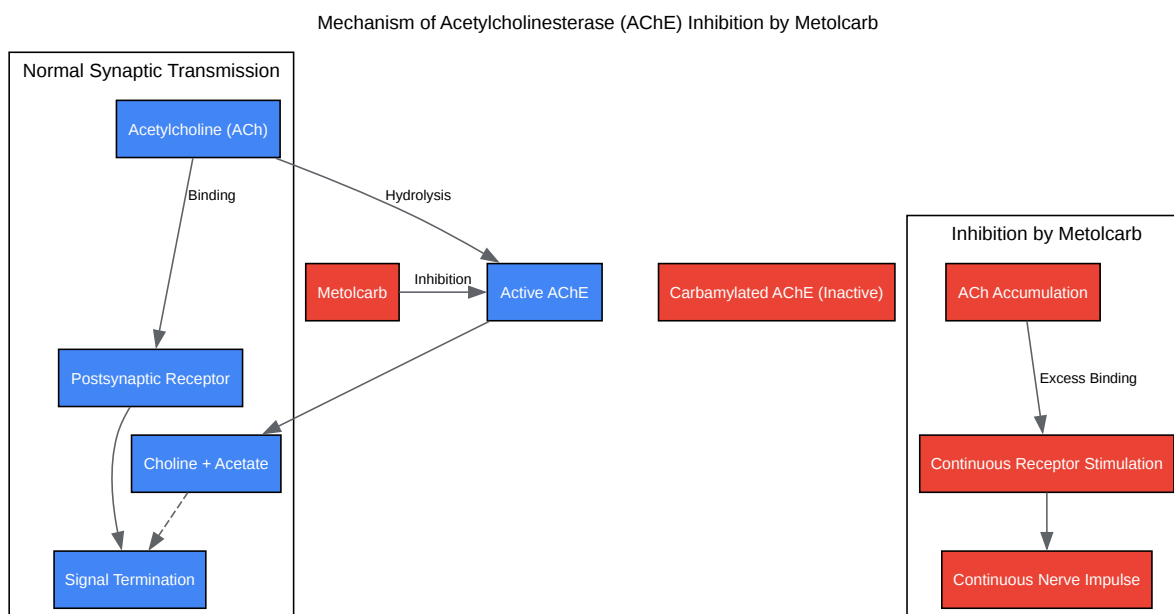 Mechanism of Acetylcholinesterase (AChE) Inhibition by Metolcarb
Normal Synaptic Transmission
Acetylcholine (ACh)
Binding
Hydrolysis
Metolcarb
Inhibition
Active AChE
Carbamylated AChE (Inactive)
Postsynaptic Receptor
Choline + Acetate
Signal Termination
Inhibition by Metolcarb
ACh Accumulation
Excess Binding
Continuous Receptor Stimulation
Continuous Nerve Impulse